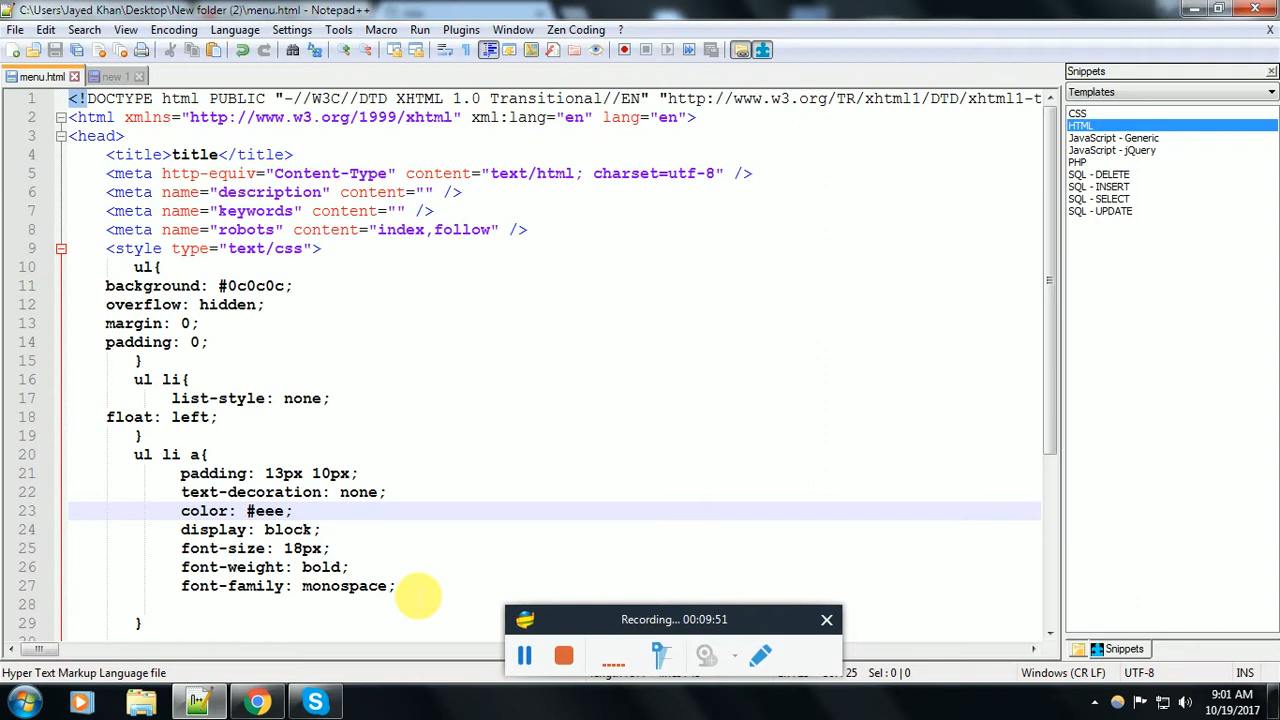 C:\Users\Jayed Khan\Desktop\New folder (2)\menu.html - Notepad++
File Edit Search View Encoding Language Settings Tools Macro Run Plugins Window Zen Coding ? X
menu.html new 1
Snippets
Templates
CSS
HTML
JavaScript - Generic
JavaScript - jQuery
PHP
SQL - DELETE
SQL - INSERT
SQL - SELECT
SQL - UPDATE
1 <!DOCTYPE html PUBLIC "-//W3C//DTD XHTML 1.0 Transitional//EN" "http://www.w3.org/TR/xhtml1/DTD/xhtml1-t
2 <html xmlns="http://www.w3.org/1999/xhtml" xml:lang="en" lang="en">
3 <head>
4 <title>title</title>
5 <meta http-equiv="Content-Type" content="text/html; charset=utf-8" />
6 <meta name="description" content="" />
7 <meta name="keywords" content="" />
8 <meta name="robots" content="index,follow" />
9 <style type="text/css">
10 ul{
11 background: #0c0c0c;
12 overflow: hidden;
13 margin: 0;
14 padding: 0;
15 }
16 ul li{
17 list-style: none;
18 float: left;
19 }
20 ul li a{
21 padding: 13px 10px;
22 text-decoration: none;
23 color: #eee;
24 display: block;
25 font-size: 18px;
26 font-weight: bold;
27 font-family: monospace;
28
29 }
Recording... 00:09:51
Snippets
Hyper Text Markup Language file
25 Sel : 0 | 0 Windows (CR LF) UTF-8 INS
9:01 AM
10/19/2017